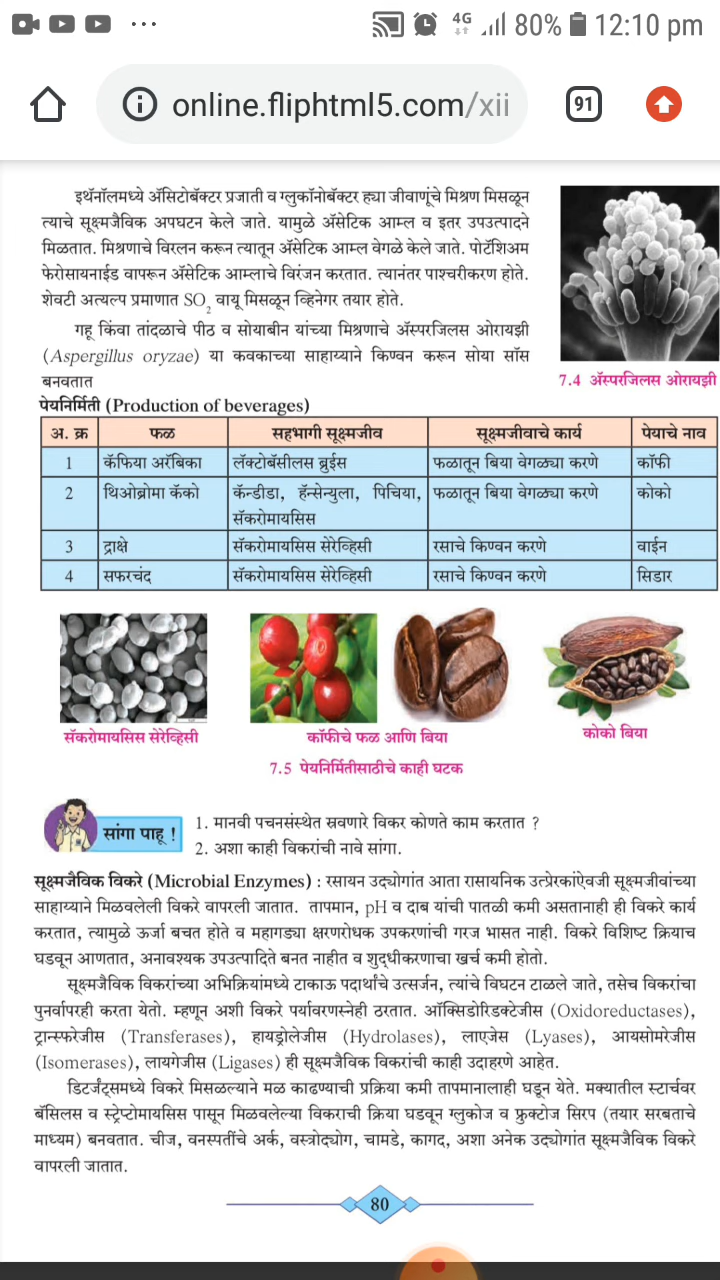 4G 80% 12:10 pm
online.fliphtml5.com/xii 91
इथॅनॉलमध्ये ॲसिटोबॅक्टर प्रजाती व ग्लुकॉनोबॅक्टर ह्या जीवाणूंचे मिश्रण मिसळून
त्याचे सूक्ष्मजैविक अपघटन केले जाते. यामुळे ॲसेटिक आम्ल व इतर उपउत्पादने
मिळतात. मिश्रणाचे विरलन करून त्यातून ॲसेटिक आम्ल वेगळे केले जाते. पोटॅशिअम
फेरोसायनाईड वापरून ॲसेटिक आम्लाचे विरंजन करतात. त्यानंतर पाश्चरीकरण होते.
शेवटी अत्यल्प प्रमाणात SO₂ वायू मिसळून व्हिनेगर तयार होते.
गहू किंवा तांदळाचे पीठ व सोयाबीन यांच्या मिश्रणाचे ॲस्परजिलस ओरायझी
(Aspergillus oryzae) या कवकाच्या साहाय्याने किण्वन करून सोया सॉस
बनवतात
7.4 ॲस्परजिलस ओरायझी
पेयनिर्मिती (Production of beverages)
अ. क्र फळ सहभागी सूक्ष्मजीव सूक्ष्मजीवाचे कार्य पेयाचे नाव
1 कॅफिया अरॅबिका लॅक्टोबॅसीलस ब्रुईस फळातून बिया वेगळ्या करणे कॉफी
2 थिओब्रोमा कॅको कॅन्डीडा, हॅन्सेन्युला, पिचिया, फळातून बिया वेगळ्या करणे कोको
सॅकरोमायसिस
3 द्राक्षे सॅकरोमायसिस सेरेव्हिसी रसाचे किण्वन करणे वाईन
4 सफरचंद सॅकरोमायसिस सेरेव्हिसी रसाचे किण्वन करणे सिडार
सॅकरोमायसिस सेरेव्हिसी कॉफीचे फळ आणि बिया कोको बिया
7.5 पेयनिर्मितीसाठीचे काही घटक
सांगा पाहू !
1. मानवी पचनसंस्थेत स्रवणारे विकर कोणते काम करतात ?
2. अशा काही विकरांची नावे सांगा.
सूक्ष्मजैविक विकरे (Microbial Enzymes) : रसायन उद्योगांत आता रासायनिक उत्प्रेरकांऐवजी सूक्ष्मजीवांच्या
साहाय्याने मिळवलेली विकरे वापरली जातात. तापमान, pH व दाब यांची पातळी कमी असतानाही ही विकरे कार्य
करतात, त्यामुळे ऊर्जा बचत होते व महागड्या क्षरणरोधक उपकरणांची गरज भासत नाही. विकरे विशिष्ट क्रियाच
घडवून आणतात, अनावश्यक उपउत्पादिते बनत नाहीत व शुद्धीकरणाचा खर्च कमी होतो.
सूक्ष्मजैविक विकरांच्या अभिक्रियांमध्ये टाकाऊ पदार्थांचे उत्सर्जन, त्यांचे विघटन टाळले जाते, तसेच विकरांचा
पुनर्वापरही करता येतो. म्हणून अशी विकरे पर्यावरणस्नेही ठरतात. ऑक्सिडोरिडक्टेजीस (Oxidoreductases),
ट्रान्सफरेजीस (Transferases), हायड्रोलेजीस (Hydrolases), लाएजेस (Lyases), आयसोमरेजीस
(Isomerases), लायगेजीस (Ligases) ही सूक्ष्मजैविक विकरांची काही उदाहरणे आहेत.
डिटर्जंट्समध्ये विकरे मिसळल्याने मळ काढण्याची प्रक्रिया कमी तापमानालाही घडून येते. मक्यातील स्टार्चवर
बॅसिलस व स्ट्रेप्टोमायसिस पासून मिळवलेल्या विकराची क्रिया घडवून ग्लुकोज व फ्रुक्टोज सिरप (तयार सरबताचे
माध्यम) बनवतात. चीज, वनस्पतींचे अर्क, वस्त्रोद्योग, चामडे, कागद, अशा अनेक उद्योगांत सूक्ष्मजैविक विकरे
वापरली जातात.
80